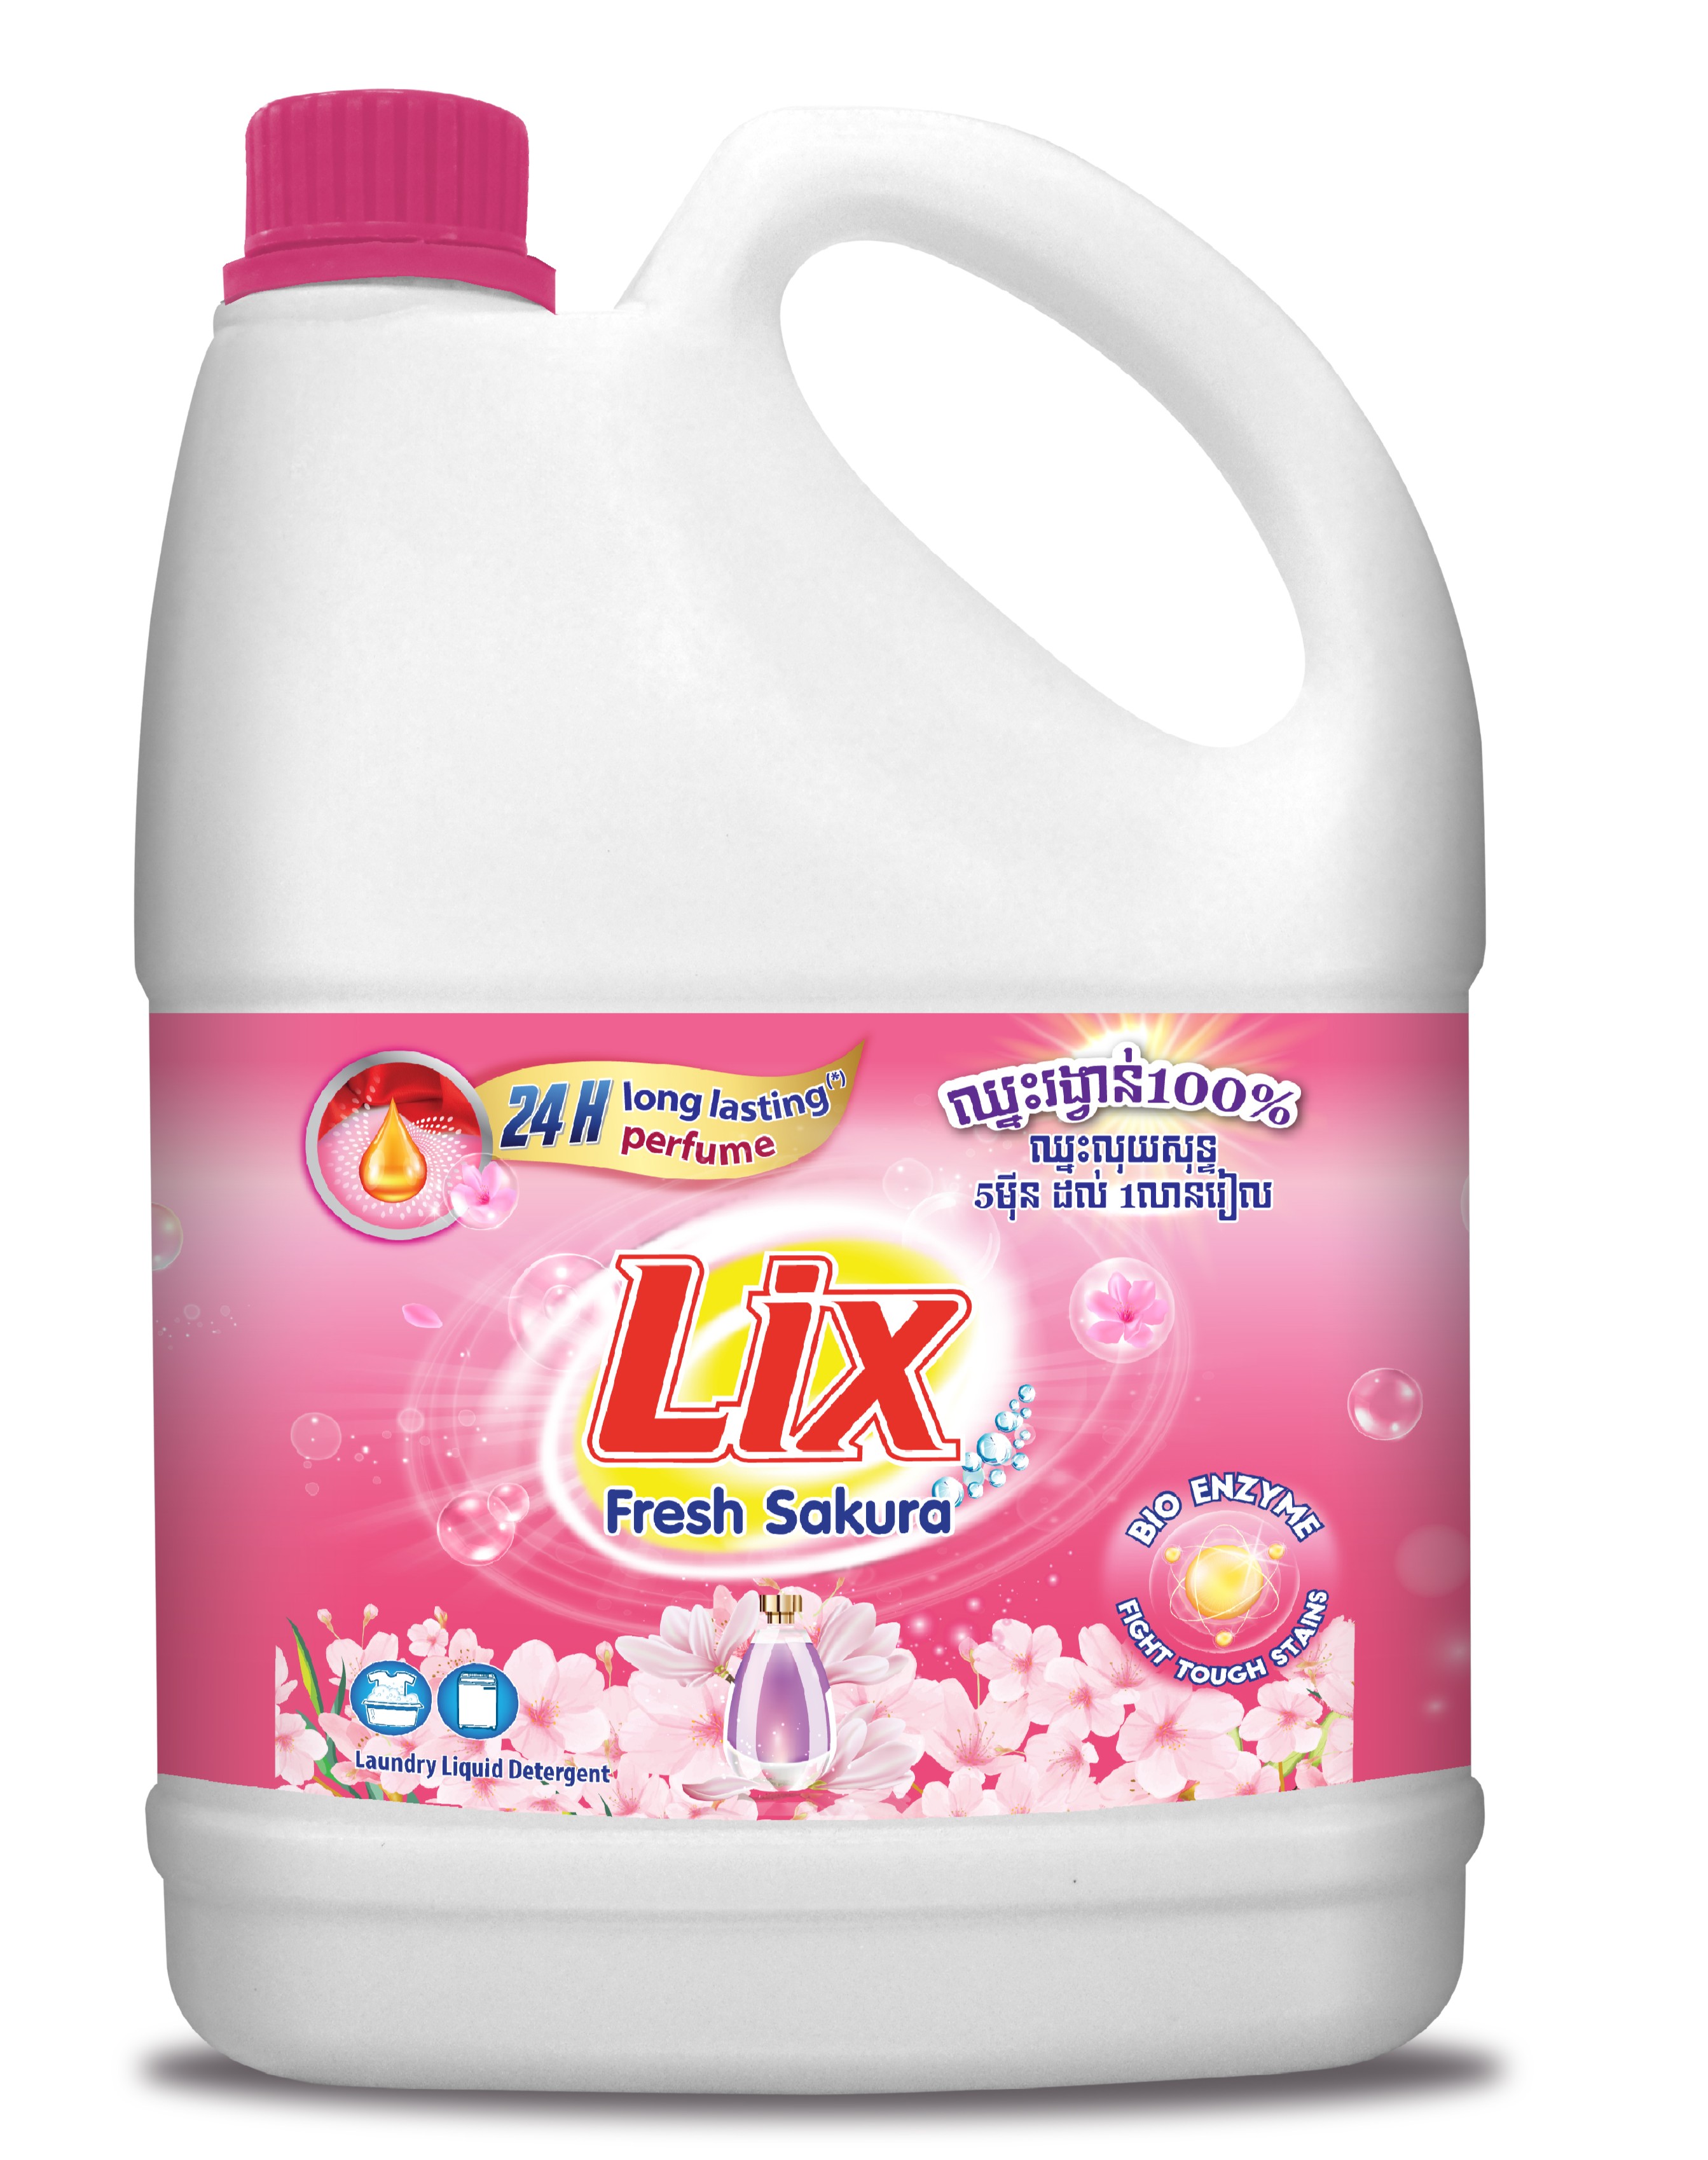 24H long lasting(*)
perfume
ឈ្នះរង្វាន់100%
ឈ្នះលុយសុទ្ធ
5ម៉ឺន ដល់ 1លានរៀល
Lix
Fresh Sakura
BIO ENZYME
FIGHT TOUGH STAINS
Laundry Liquid Detergent